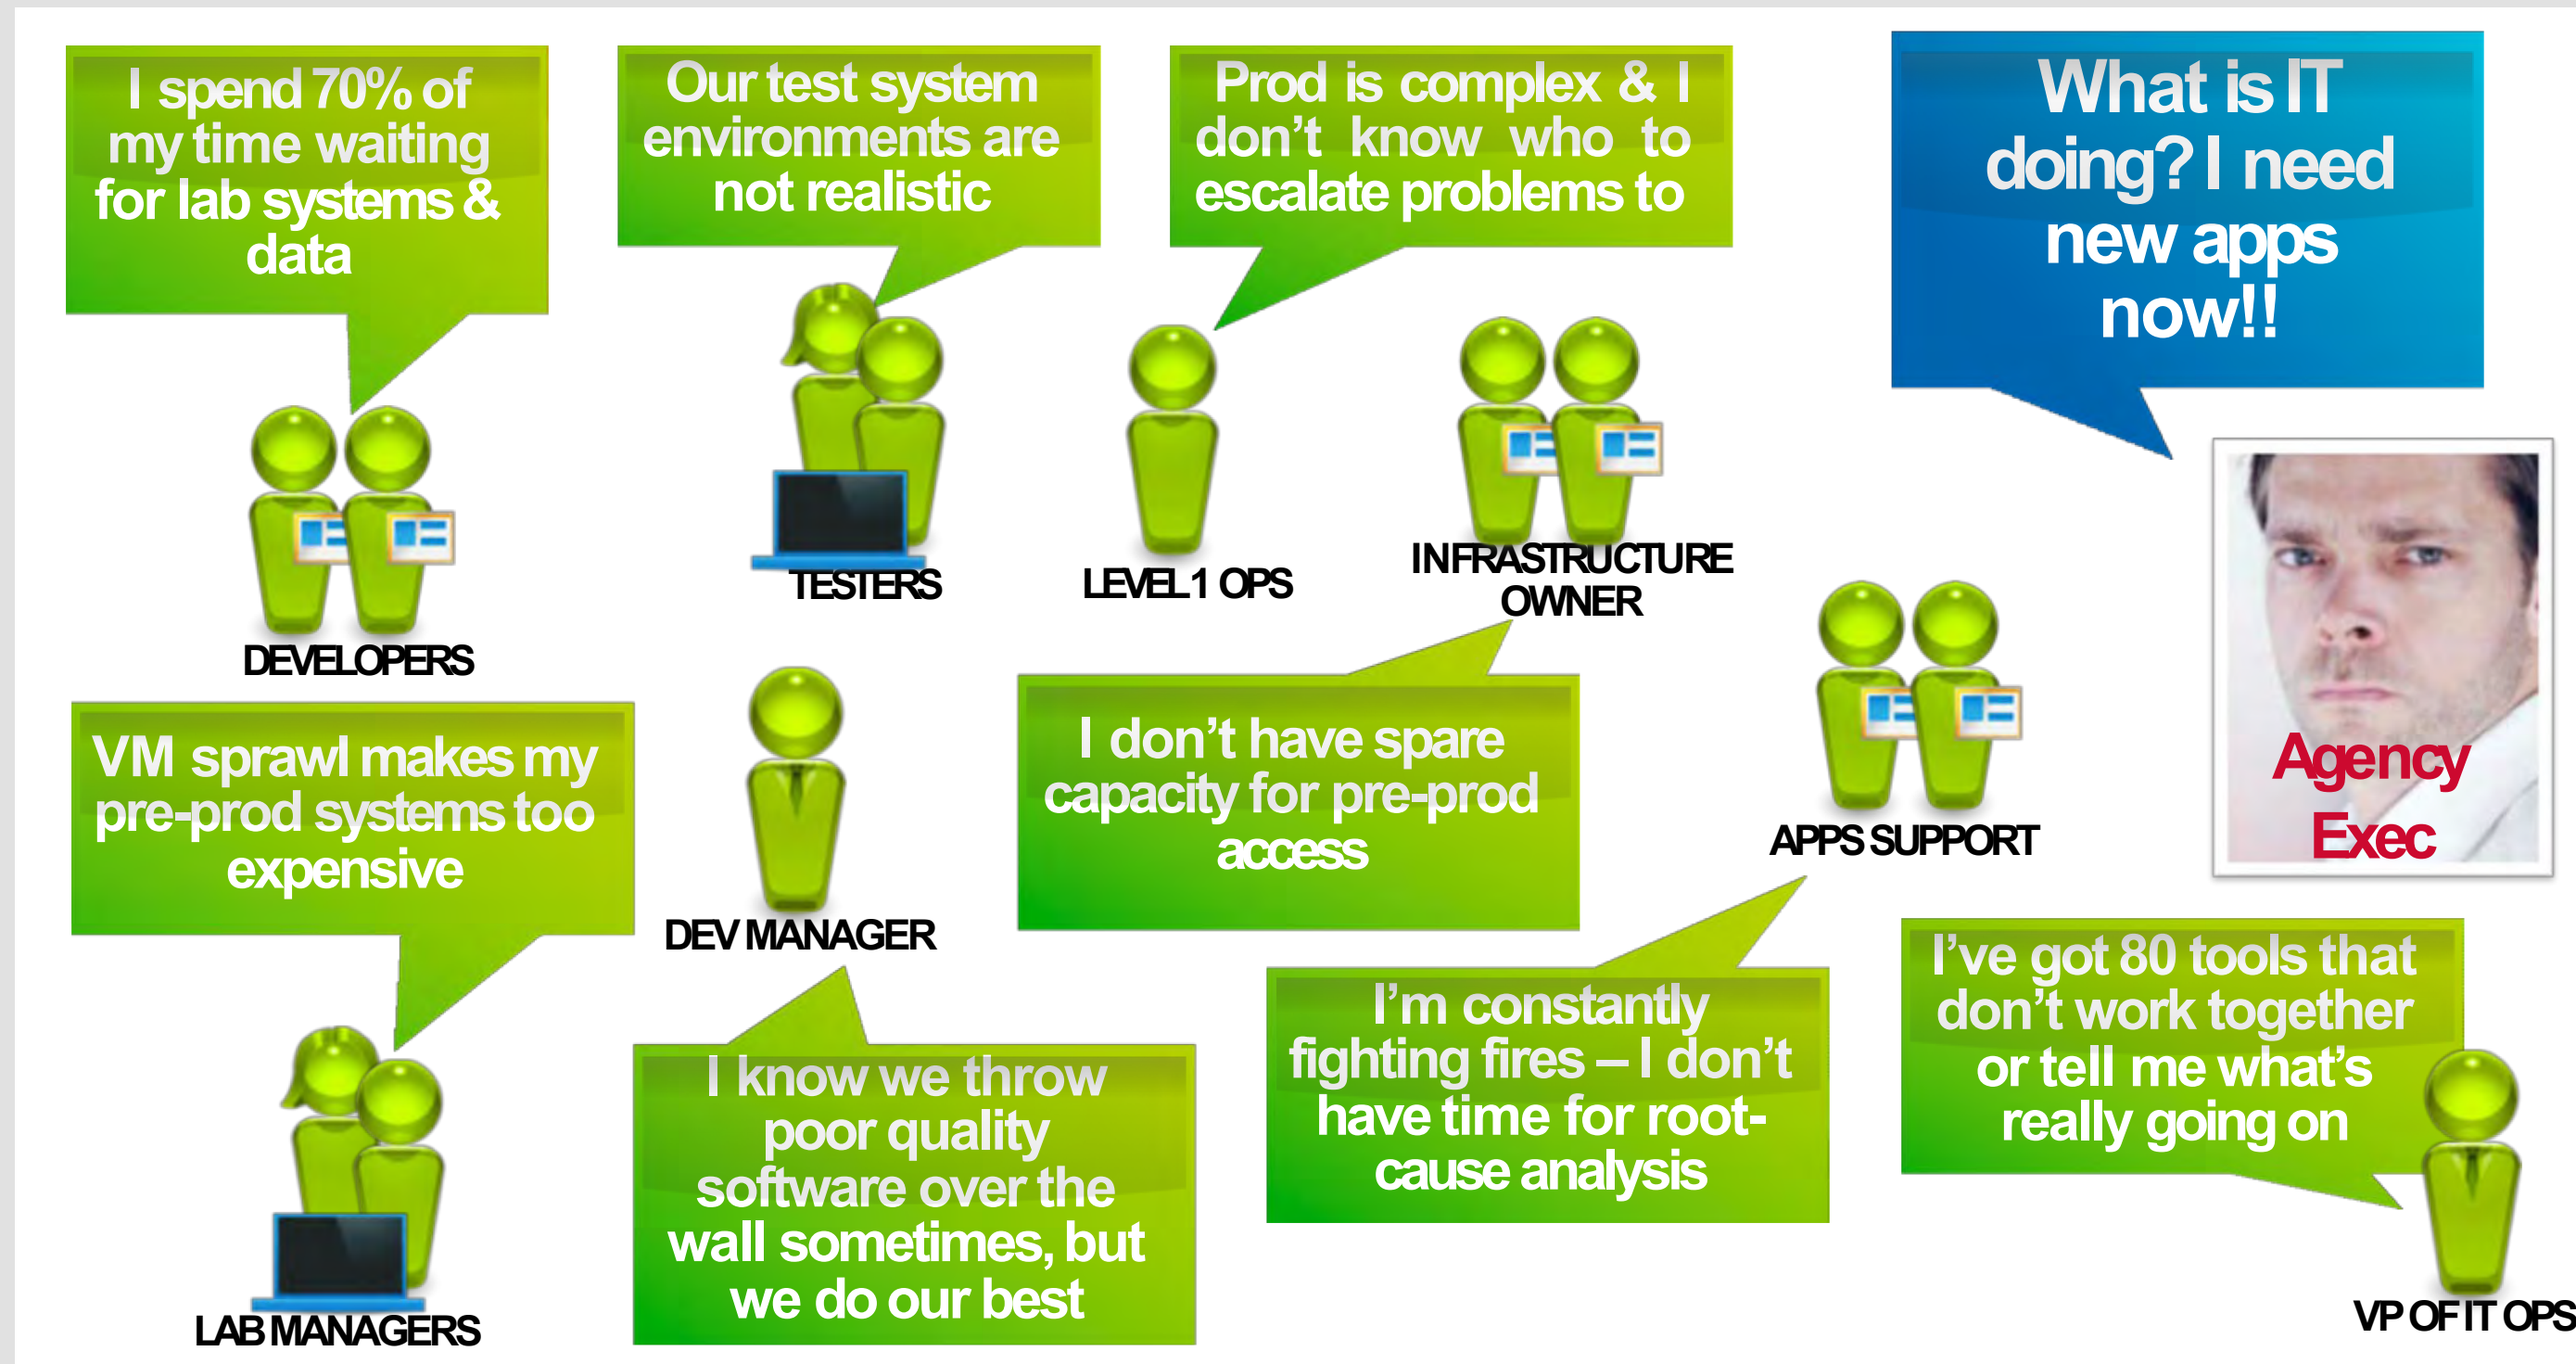 I spend 70% of
my time waiting
for lab systems &
data
Our test system
environments are
not realistic
Prod is complex & I
don’t know who to
escalate problems to
What is IT
doing? I need
new apps
now!!
DEVELOPERS
TESTERS
LEVEL 1 OPS
INFRASTRUCTURE
OWNER
VM sprawl makes my
pre-prod systems too
expensive
DEV MANAGER
I don’t have spare
capacity for pre-prod
access
APPS SUPPORT
Agency
Exec
LAB MANAGERS
I know we throw
poor quality
software over the
wall sometimes, but
we do our best
I’m constantly
fighting fires – I don’t
have time for root-
cause analysis
I’ve got 80 tools that
don’t work together
or tell me what’s
really going on
VP OF IT OPS